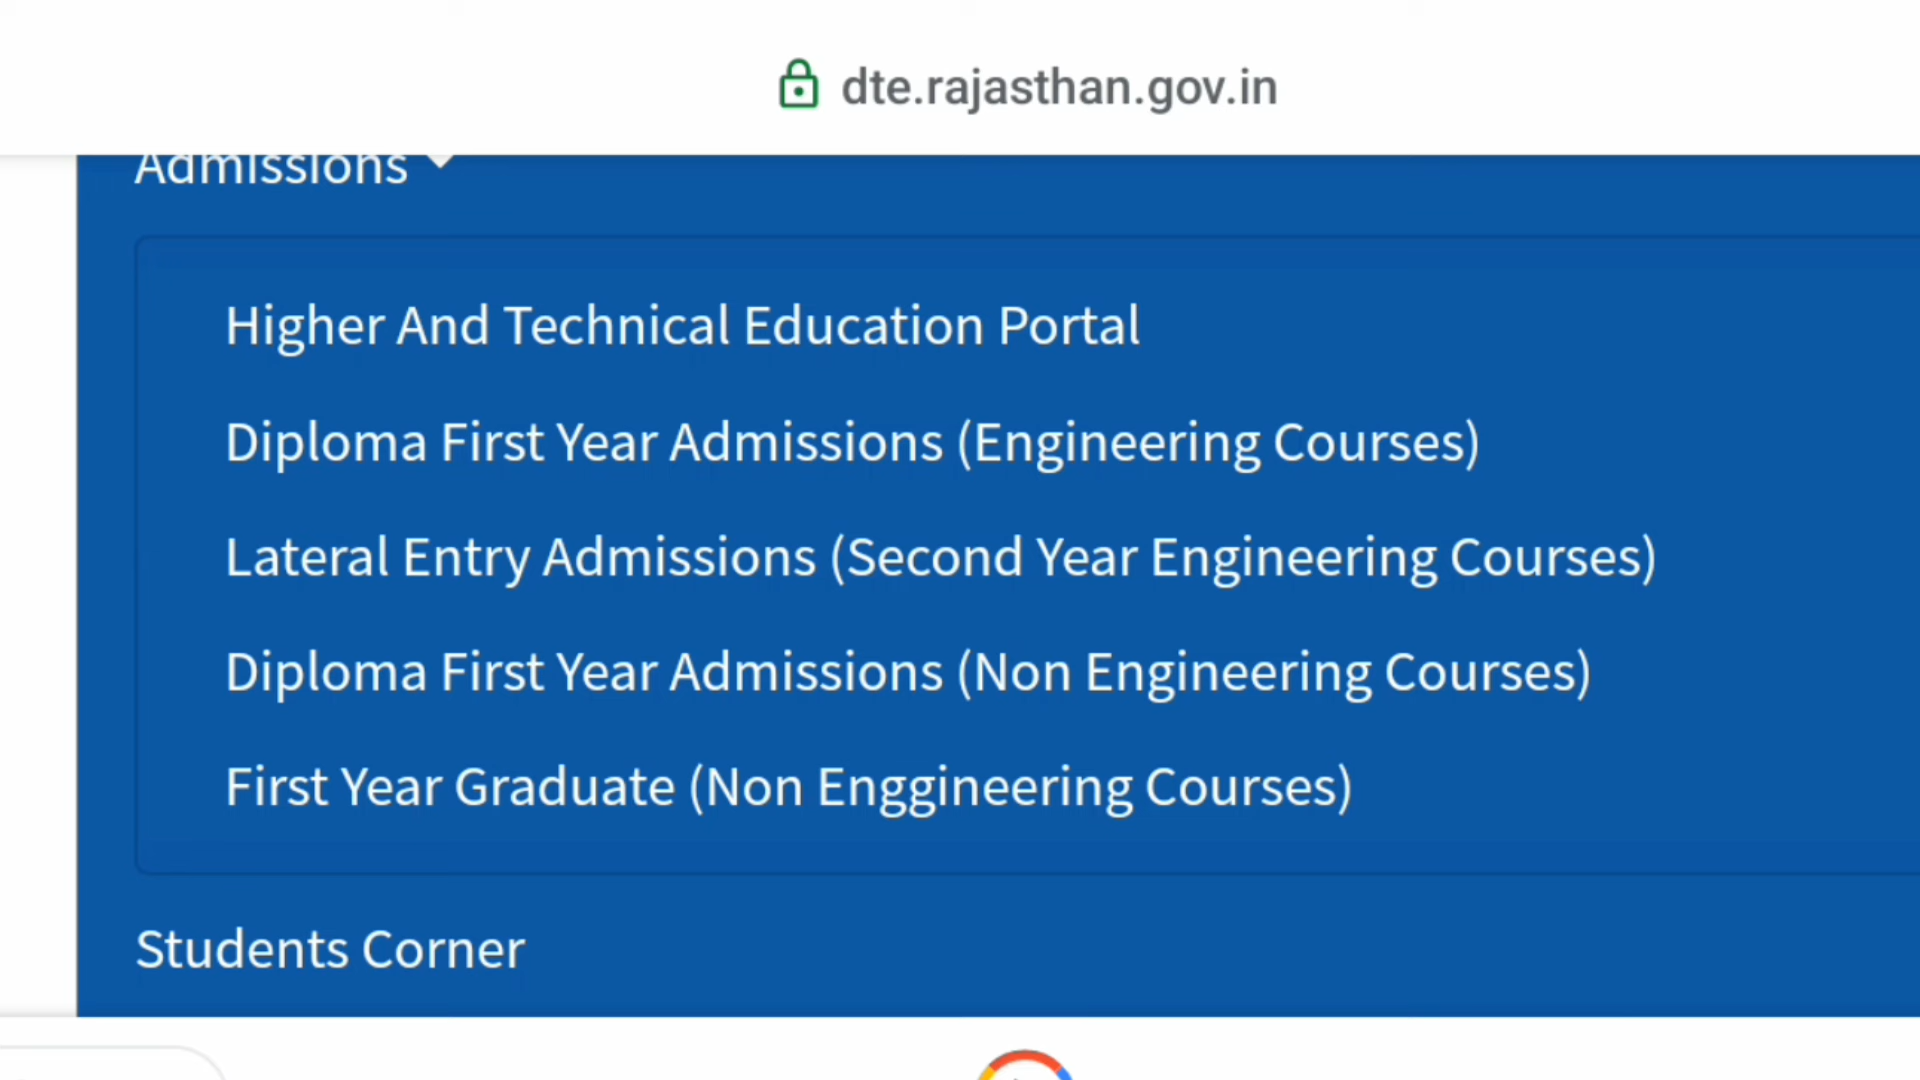 dte.rajasthan.gov.in
Admissions
Higher And Technical Education Portal
Diploma First Year Admissions (Engineering Courses)
Lateral Entry Admissions (Second Year Engineering Courses)
Diploma First Year Admissions (Non Engineering Courses)
First Year Graduate (Non Enggineering Courses)
Students Corner